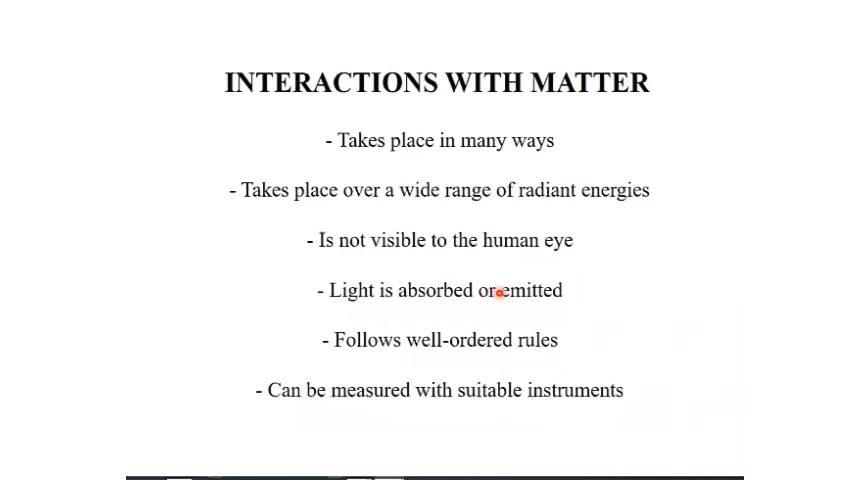 INTERACTIONS WITH MATTER
- Takes place in many ways
- Takes place over a wide range of radiant energies
- Is not visible to the human eye
- Light is absorbed or emitted
- Follows well-ordered rules
- Can be measured with suitable instruments